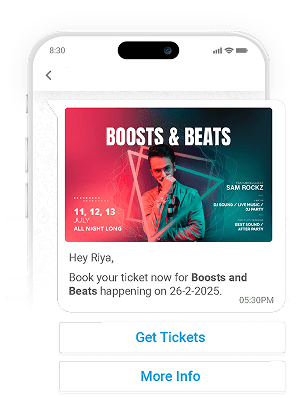 8:30
BOOSTS & BEATS
SAM ROCKZ
11, 12, 13
JULY
ALL NIGHT LONG
DJ SOUND / LIVE MUSIC /
DJ PARTY
BEST SOUND /
AFTER PARTY
Hey Riya,
Book your ticket now for Boosts and
Beats happening on 26-2-2025.
05:30PM
Get Tickets
More Info